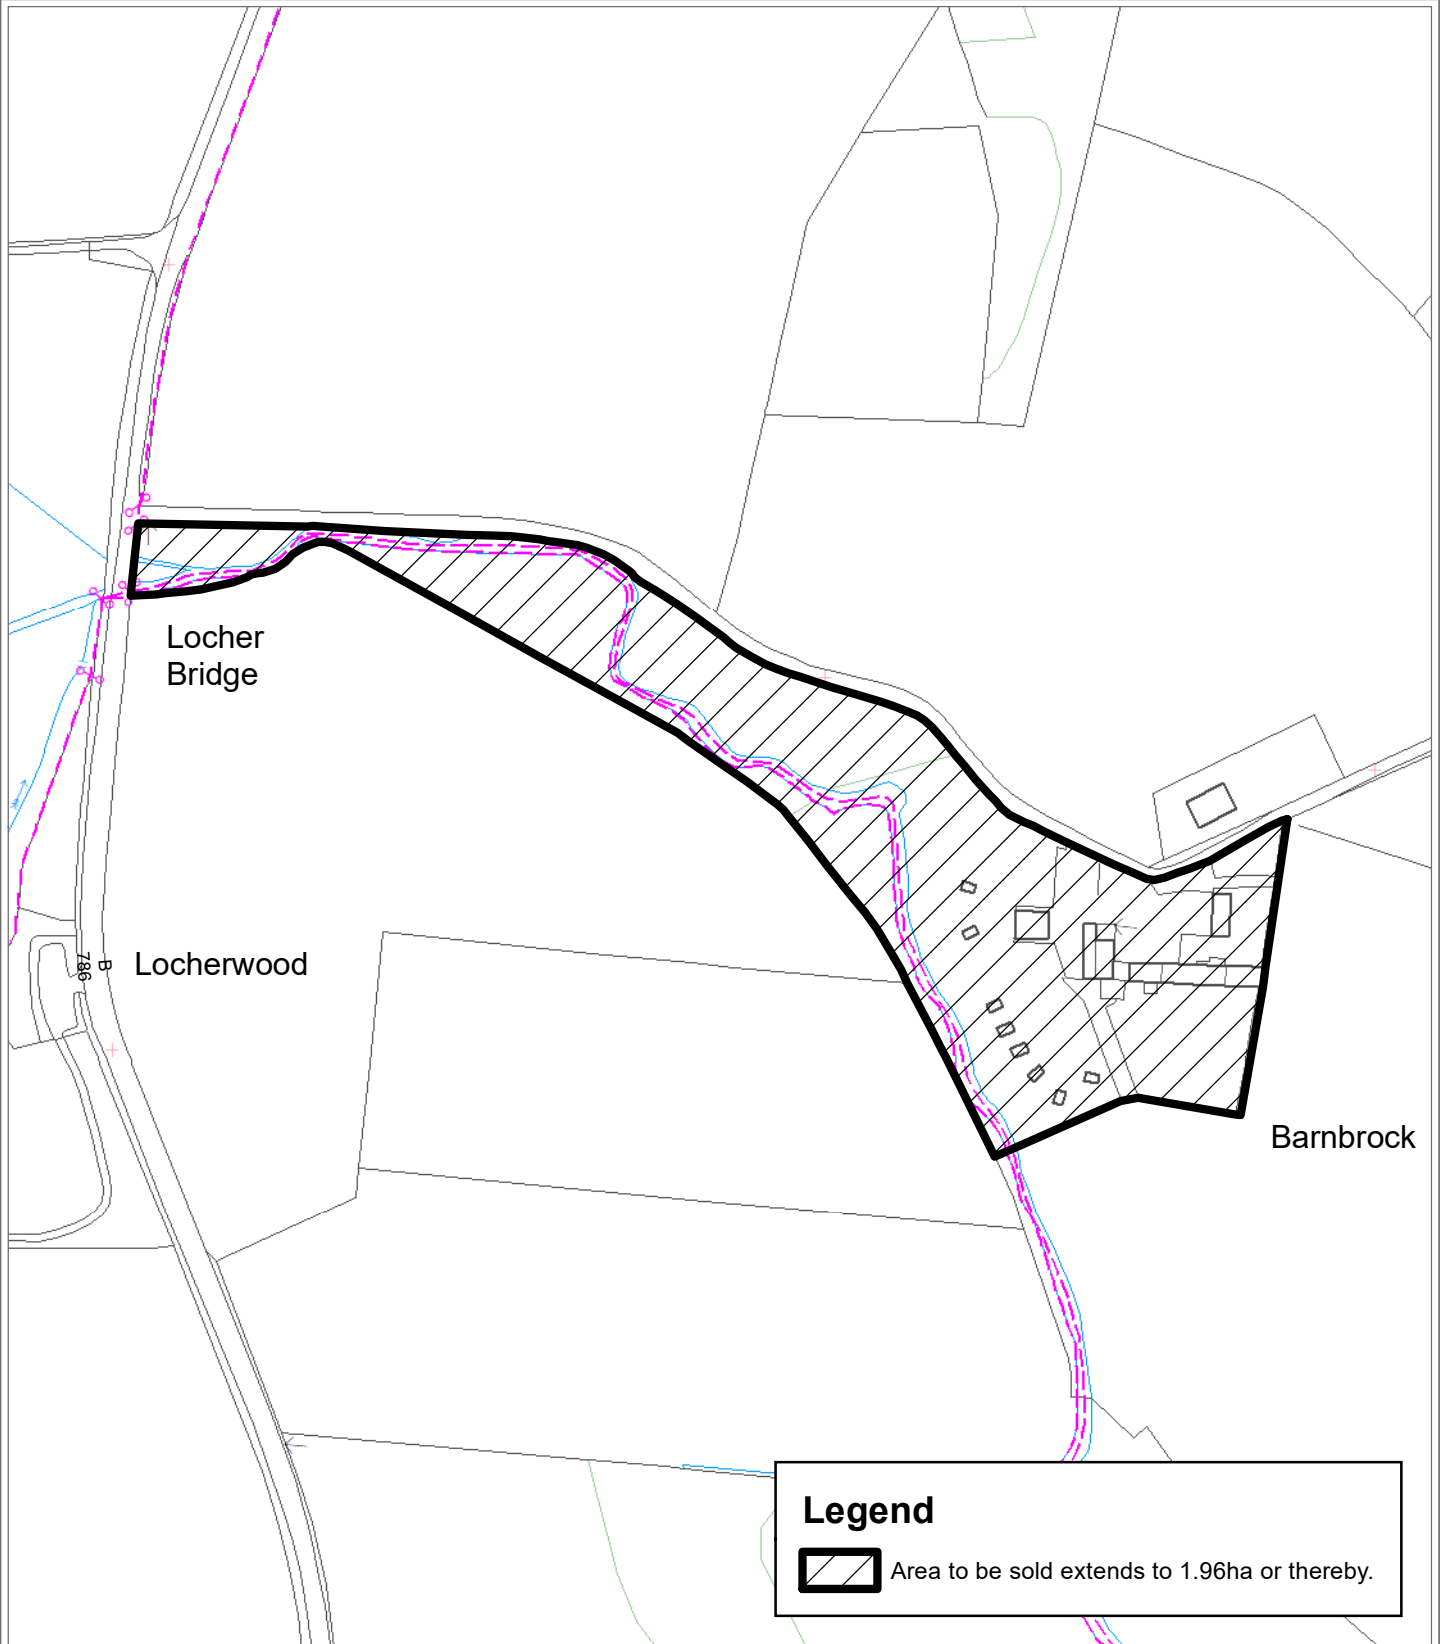 Locher
Bridge
Locherwood
B
786
Barnbrock
Legend
Area to be sold extends to 1.96ha or thereby.